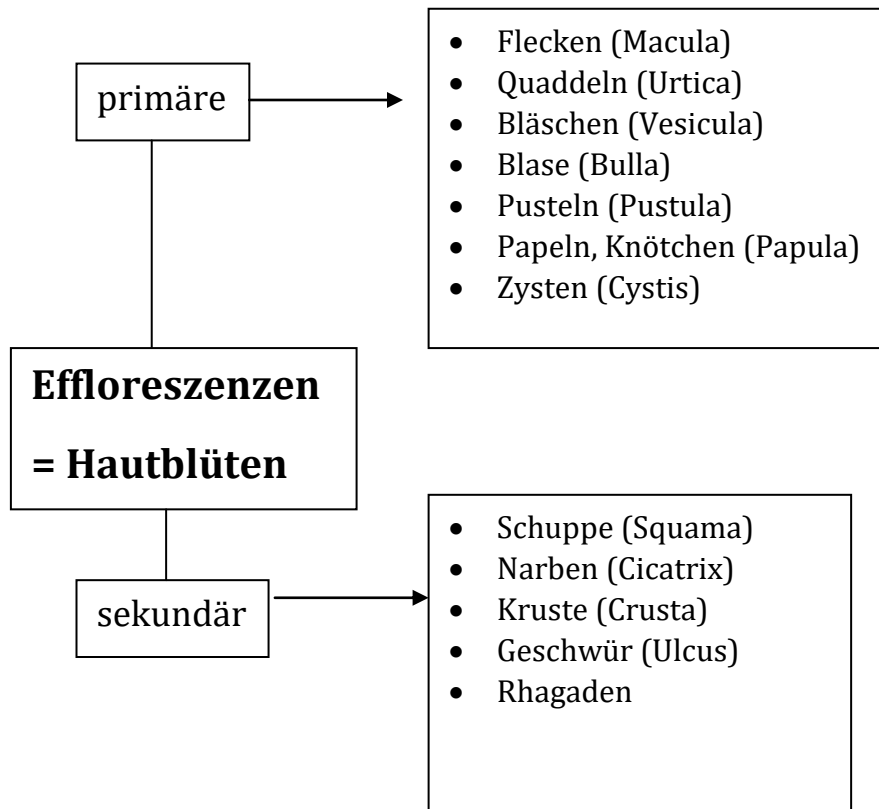 primäre
• Flecken (Macula)
• Quaddeln (Urtica)
• Bläschen (Vesicula)
• Blase (Bulla)
• Pusteln (Pustula)
• Papeln, Knötchen (Papula)
• Zysten (Cystis)
Effloreszenzen
= Hautblüten
sekundär
• Schuppe (Squama)
• Narben (Cicatrix)
• Kruste (Crusta)
• Geschwür (Ulcus)
• Rhagaden